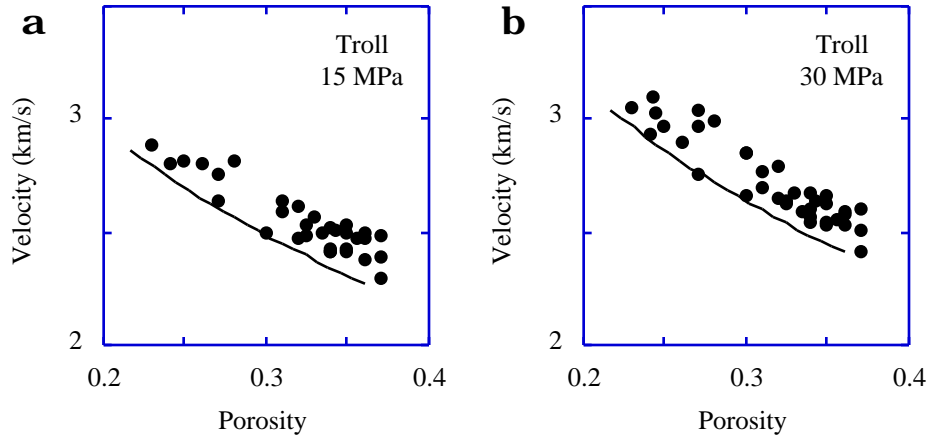 a
Troll
15 MPa
Velocity (km/s)
3
2
0.2
0.3
0.4
Porosity
b
Troll
30 MPa
Velocity (km/s)
3
2
0.2
0.3
0.4
Porosity